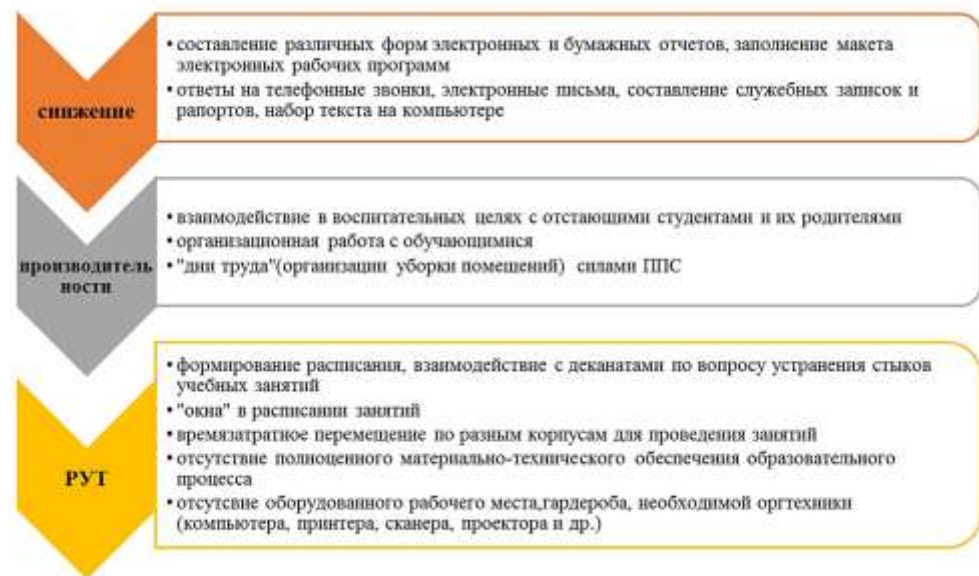 снижение
• составление различных форм электронных и бумажных отчетов, заполнение макета
электронных рабочих программ
• ответы на телефонные звонки, электронные письма, составление служебных записок и
рапортов, набор текста на компьютере
производитель
ности
• взаимодействие в воспитательных целях с отстающими студентами и их родителями
• организационная работа с обучающимися
• "дни труда"(организации уборки помещений) силами ППС
РУТ
• формирование расписания, взаимодействие с деканатами по вопросу устранения стыков
учебных занятий
• "окна" в расписании занятий
• времязатратное перемещение по разным корпусам для проведения занятий
• отсутствие полноценного материально-технического обеспечения образовательного
процесса
• отсутсвие оборудованного рабочего места,гардероба, необходимой оргтехники
(компьютера, принтера, сканера, проектора и др.)